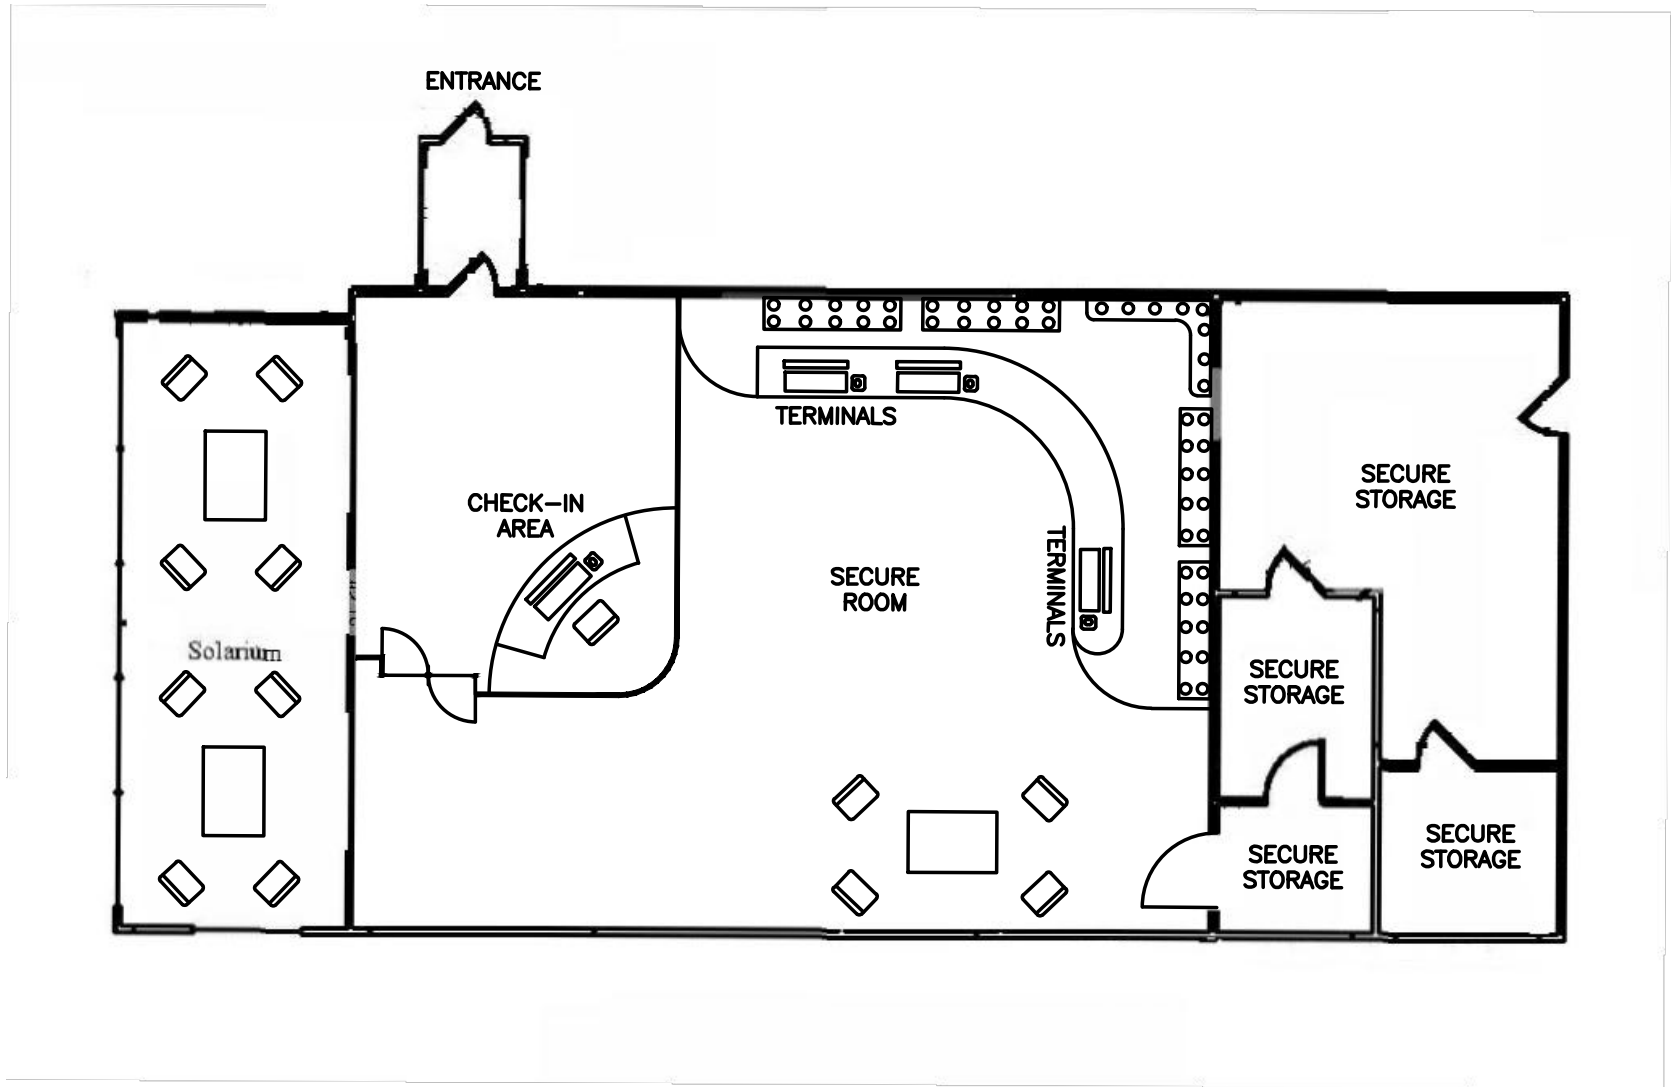 ENTRANCE
TERMINALS
CHECK-IN
AREA
SECURE
STORAGE
TERMINALS
SECURE
ROOM
Solarium
SECURE
STORAGE
SECURE
STORAGE
SECURE
STORAGE